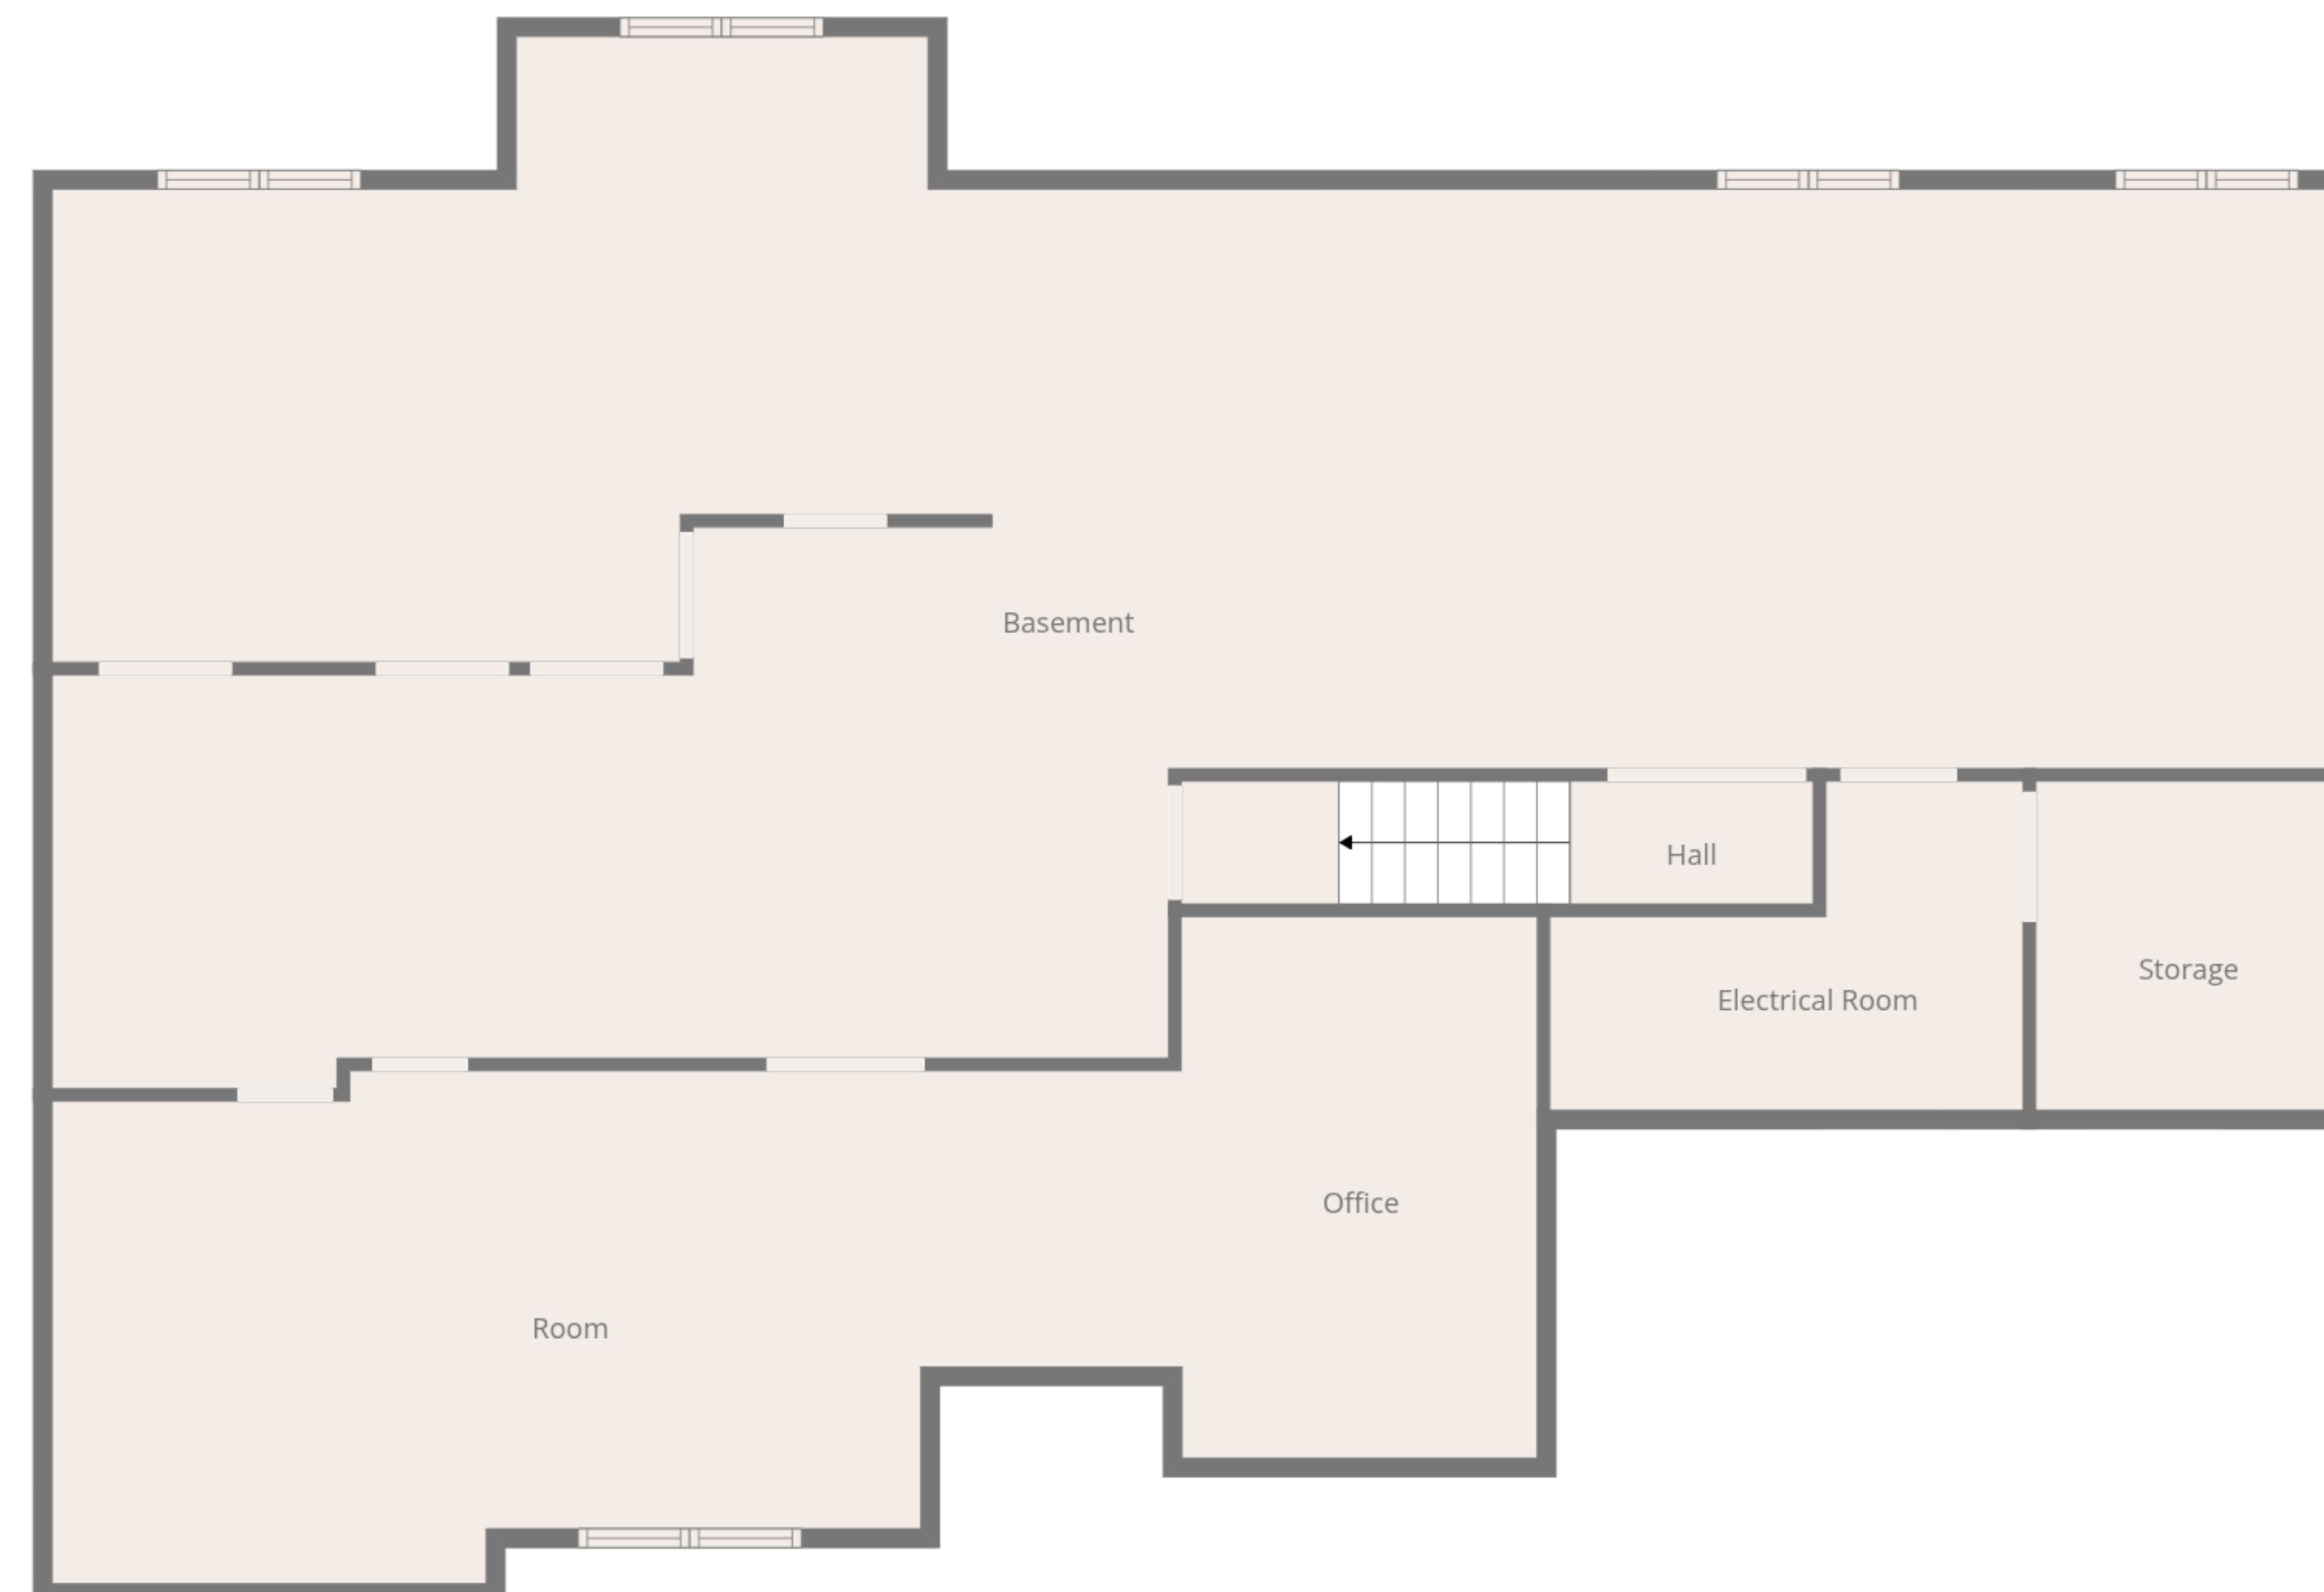 Basement
Hall
Storage
Electrical Room
Office
Room